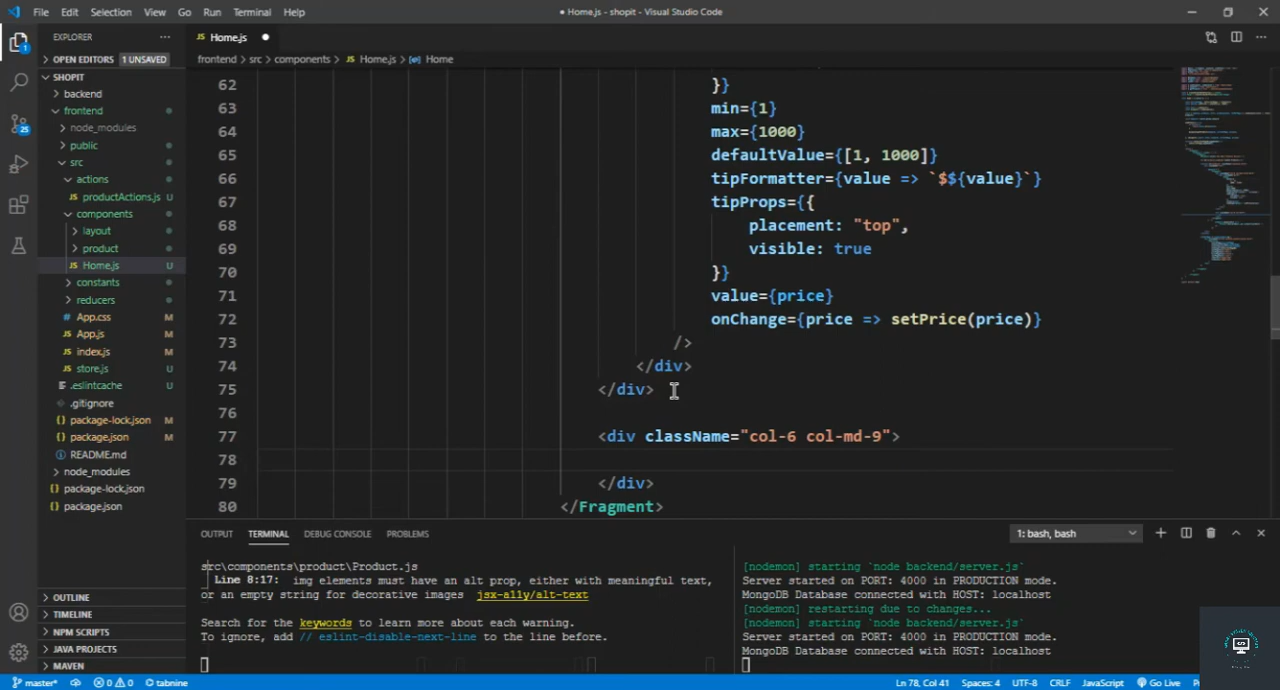 File Edit Selection View Go Run Terminal Help
● Home.js - shopit - Visual Studio Code
EXPLORER
OPEN EDITORS 1 UNSAVED
SHOPIT
backend
frontend
node_modules
public
src
actions
productActions.js U
components
layout
product
Home.js U
constants
reducers
App.css M
App.js M
index.js M
store.js U
.eslintcache U
.gitignore
package-lock.json M
package.json M
README.md
node_modules
package-lock.json
package.json
OUTLINE
TIMELINE
NPM SCRIPTS
JAVA PROJECTS
MAVEN
25
1
JS Home.js ●
frontend > src > components > JS Home.js > Home
62 }}
63 min={1}
64 max={1000}
65 defaultValue={[1, 1000]}
66 tipFormatter={value => `$${value}`}
67 tipProps={{
68 placement: "top",
69 visible: true
70 }}
71 value={price}
72 onChange={price => setPrice(price)}
73 />
74 </div>
75 </div>
76
77 <div className="col-6 col-md-9">
78
79 </div>
80 </Fragment>
OUTPUT TERMINAL DEBUG CONSOLE PROBLEMS
1: bash, bash
src\components\product\Product.js
Line 8:17: img elements must have an alt prop, either with meaningful text,
or an empty string for decorative images jsx-a11y/alt-text
Search for the keywords to learn more about each warning.
To ignore, add // eslint-disable-next-line to the line before.
[nodemon] starting `node backend/server.js`
Server started on PORT: 4000 in PRODUCTION mode.
MongoDB Database connected with HOST: localhost
[nodemon] restarting due to changes...
[nodemon] starting `node backend/server.js`
Server started on PORT: 4000 in PRODUCTION mode.
MongoDB Database connected with HOST: localhost
master* 0 0 tabnine
Ln 78, Col 41 Spaces: 4 UTF-8 CRLF JavaScript Go Live